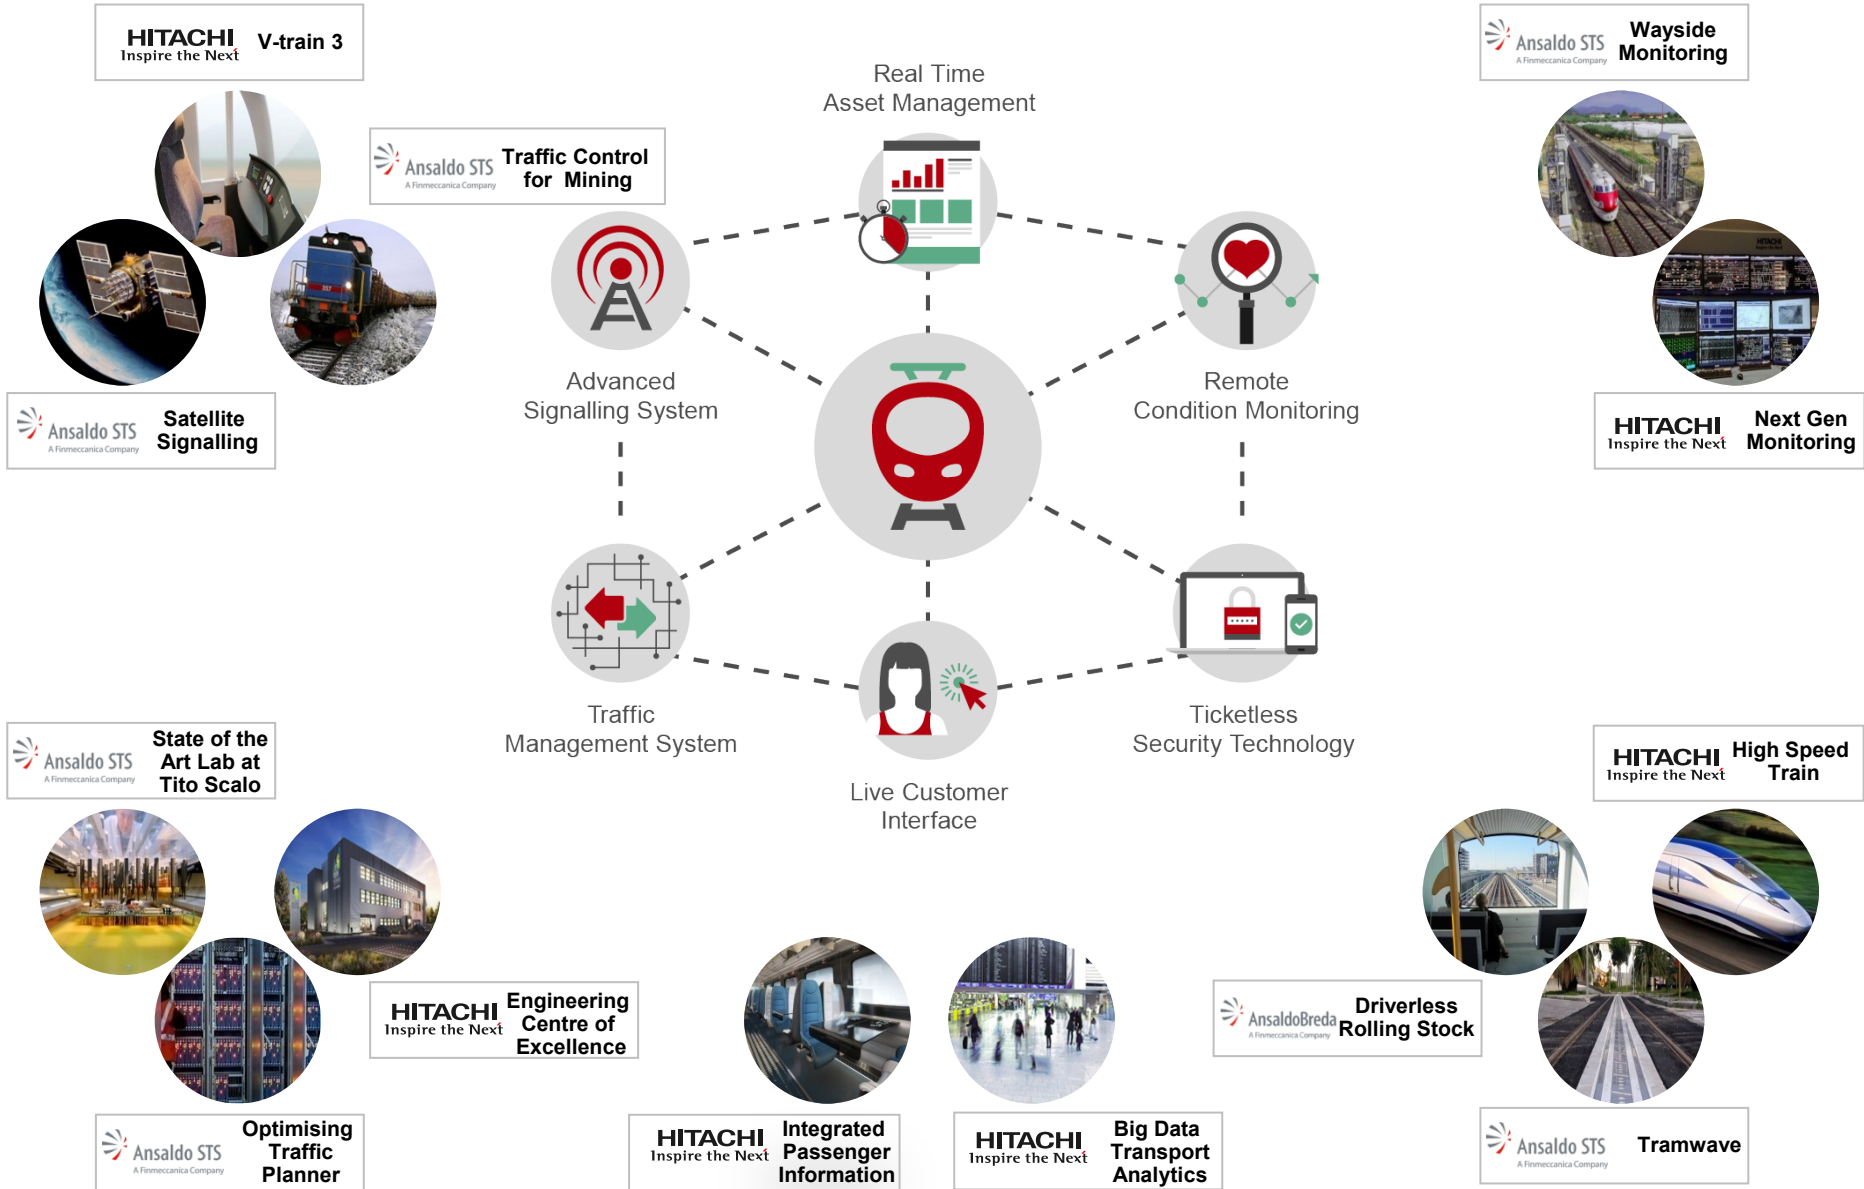 HITACHI
Inspire the Next
V-train 3
Ansaldo STS
A Finmeccanica Company
Wayside
Monitoring
Real Time
Asset Management
Ansaldo STS
A Finmeccanica Company
Traffic Control
for Mining
Advanced
Signalling System
Remote
Condition Monitoring
Ansaldo STS
A Finmeccanica Company
Satellite
Signalling
HITACHI
Inspire the Next
Next Gen
Monitoring
Traffic
Management System
Ticketless
Security Technology
Live Customer
Interface
Ansaldo STS
A Finmeccanica Company
State of the
Art Lab at
Tito Scalo
HITACHI
Inspire the Next
High Speed
Train
HITACHI
Inspire the Next
Engineering
Centre of
Excellence
AnsaldoBreda
A Finmeccanica Company
Driverless
Rolling Stock
Ansaldo STS
A Finmeccanica Company
Optimising
Traffic
Planner
HITACHI
Inspire the Next
Integrated
Passenger
Information
HITACHI
Inspire the Next
Big Data
Transport
Analytics
Ansaldo STS
A Finmeccanica Company
Tramwave